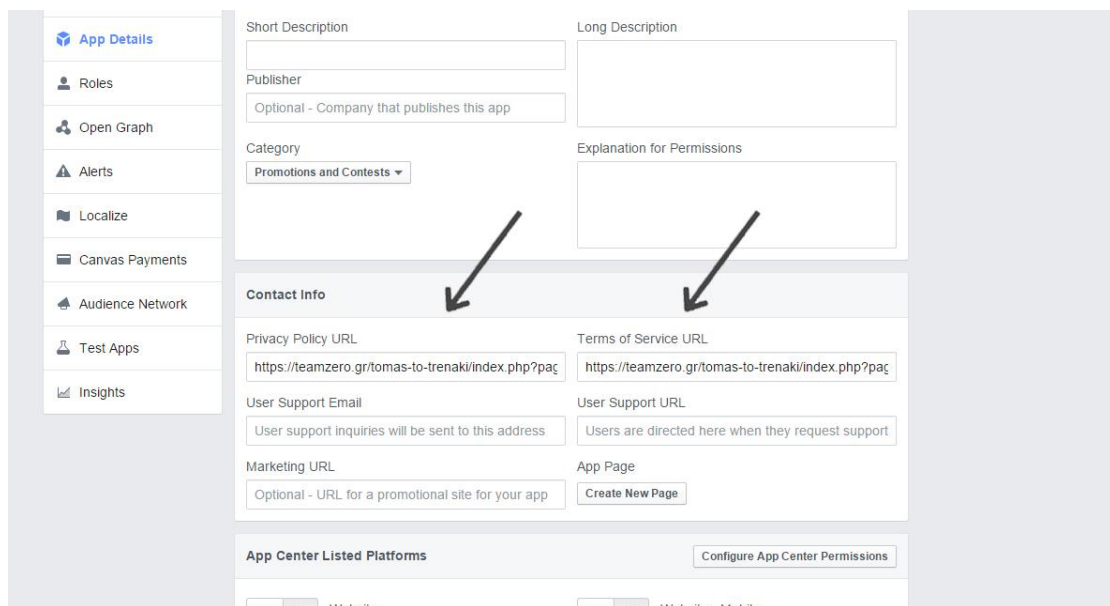 App Details
Roles
Open Graph
Alerts
Localize
Canvas Payments
Audience Network
Test Apps
Insights
Short Description
Long Description
Publisher
Optional - Company that publishes this app
Category
Explanation for Permissions
Promotions and Contests
Contact Info
Privacy Policy URL
Terms of Service URL
https://teamzero.gr/tomas-to-trenaki/index.php?pag
https://teamzero.gr/tomas-to-trenaki/index.php?pag
User Support Email
User Support URL
User support inquiries will be sent to this address
Users are directed here when they request support
Marketing URL
App Page
Optional - URL for a promotional site for your app
Create New Page
App Center Listed Platforms
Configure App Center Permissions